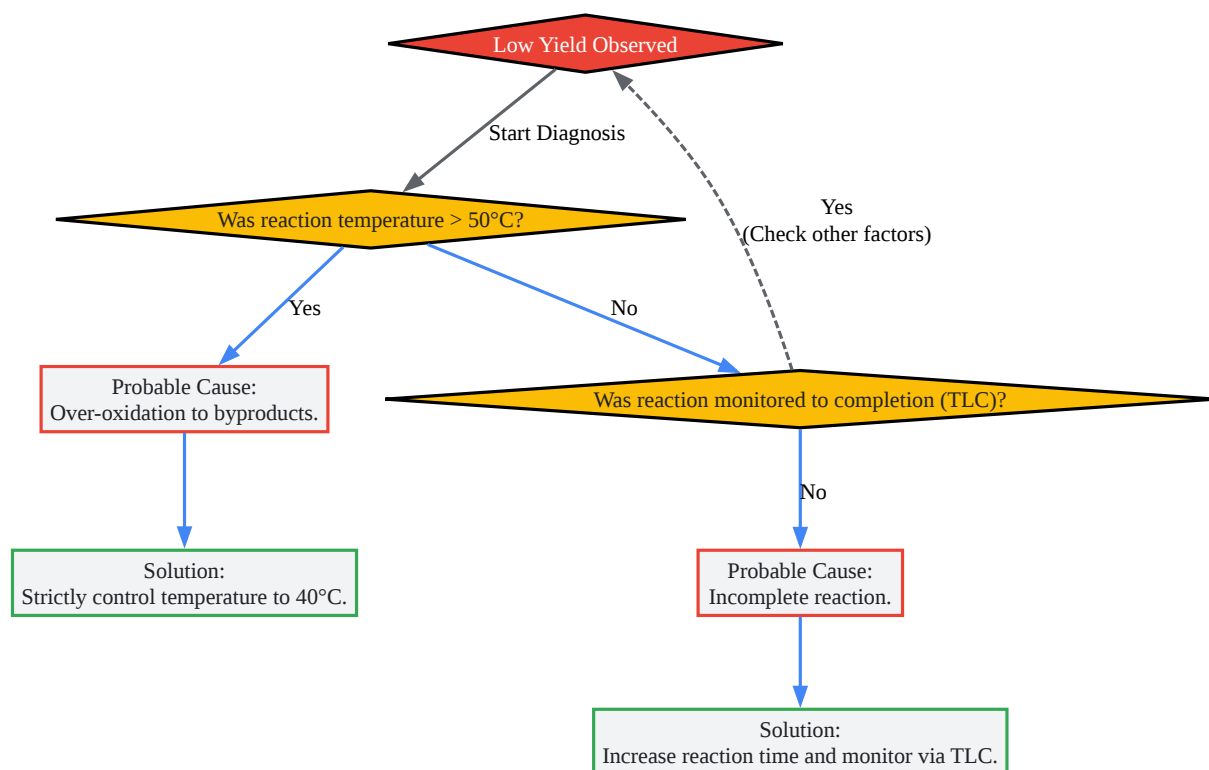 Low Yield Observed
Start Diagnosis
Was reaction temperature > 50°C?
Yes
(Check other factors)
Yes
No
Probable Cause:
Over-oxidation to byproducts.
Was reaction monitored to completion (TLC)?
No
Solution:
Strictly control temperature to 40°C.
Probable Cause:
Incomplete reaction.
Solution:
Increase reaction time and monitor via TLC.